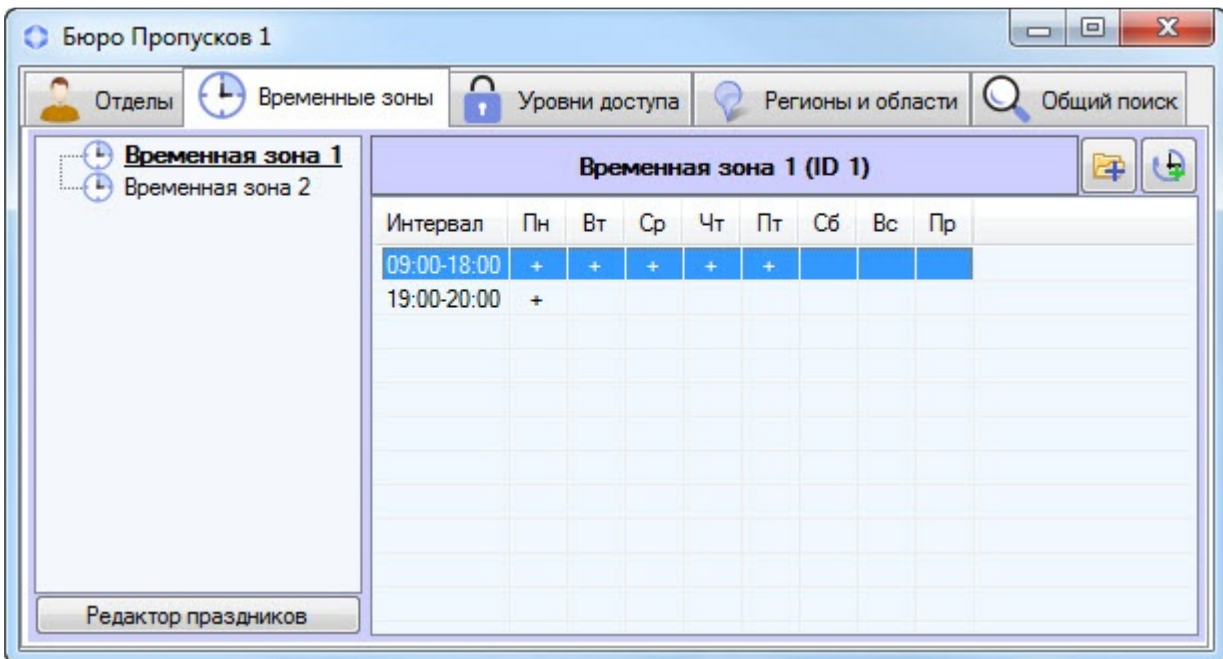 Бюро Пропусков 1
Отделы Временные зоны Уровни доступа Регионы и области Общий поиск
Временная зона 1
Временная зона 2
Временная зона 1 (ID 1)
Интервал Пн Вт Ср Чт Пт Сб Вс Пр
09:00-18:00 + + + + +
19:00-20:00 +
Редактор праздников